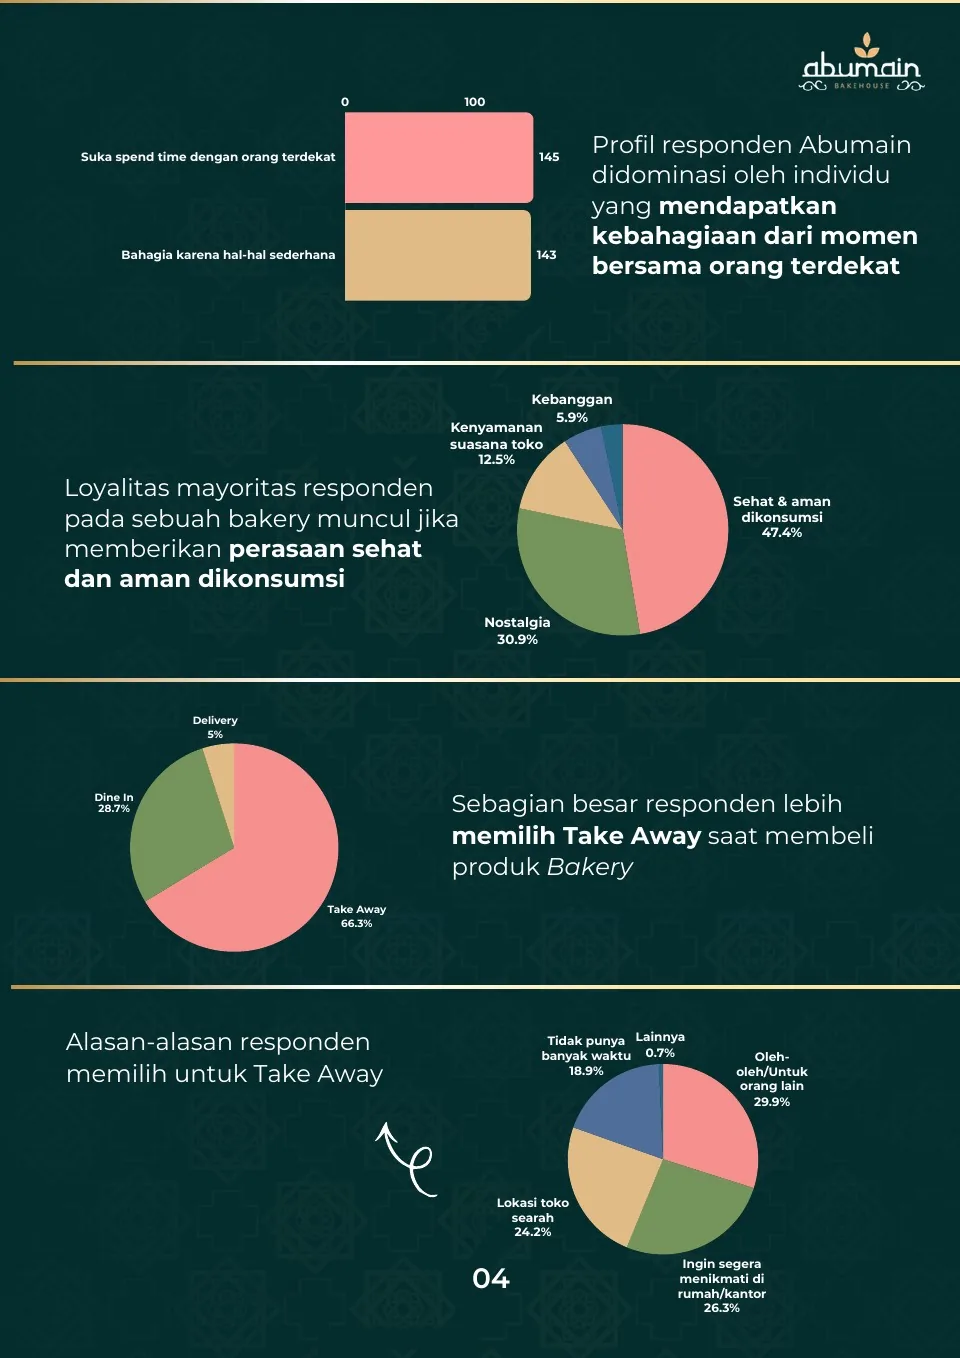 abumain
BAKEHOUSE
0
100
Suka spend time dengan orang terdekat
145
Bahagia karena hal-hal sederhana
143
Profil responden Abumain
didominasi oleh individu
yang mendapatkan
kebahagiaan dari momen
bersama orang terdekat
Loyalitas mayoritas responden
pada sebuah bakery muncul jika
memberikan perasaan sehat
dan aman dikonsumsi
Kebanggan
5.9%
Kenyamanan
suasana toko
12.5%
Sehat & aman
dikonsumsi
47.4%
Nostalgia
30.9%
Delivery
5%
Dine In
28.7%
Take Away
66.3%
Sebagian besar responden lebih
memilih Take Away saat membeli
produk Bakery
Alasan-alasan responden
memilih untuk Take Away
Tidak punya
banyak waktu
18.9%
Lainnya
0.7%
Oleh-
oleh/Untuk
orang lain
29.9%
Lokasi toko
searah
24.2%
Ingin segera
menikmati di
rumah/kantor
26.3%
04